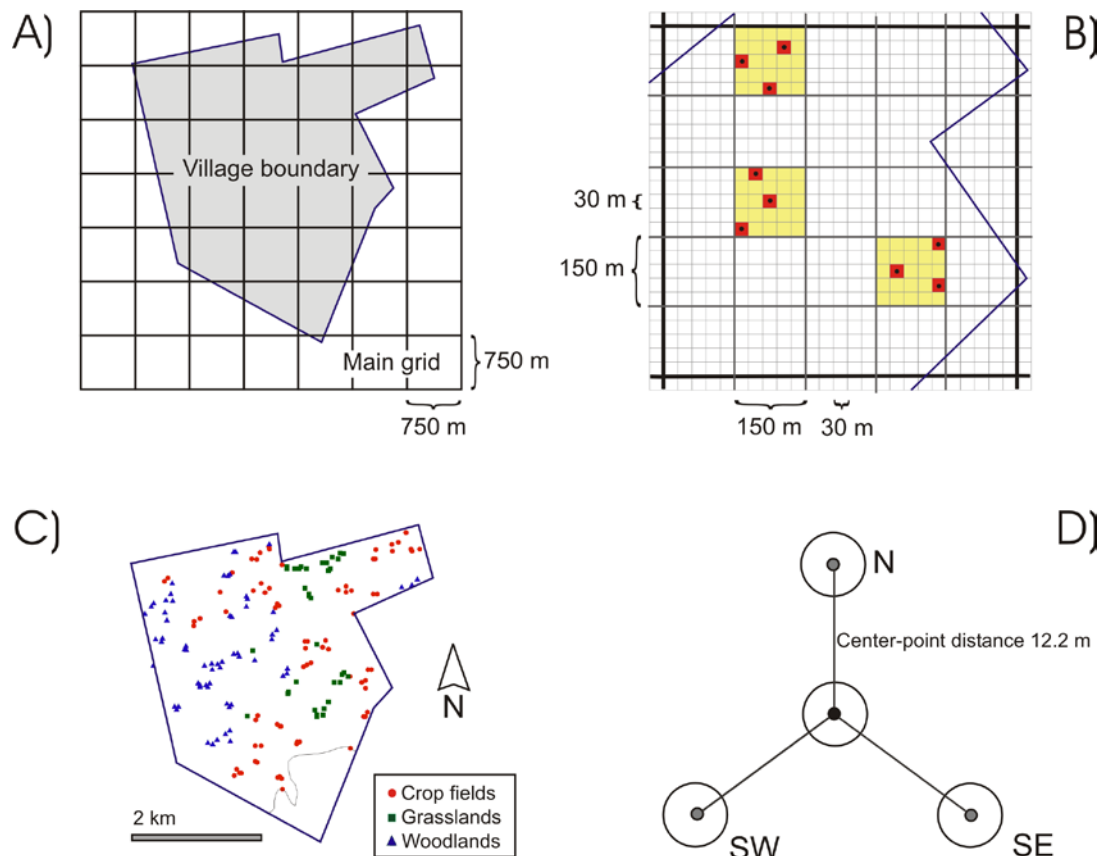 A)
Village boundary
Main grid
750 m
750 m
B)
30 m
150 m
150 m
30 m
C)
N
2 km
Crop fields
Grasslands
Woodlands
D)
N
Center-point distance 12.2 m
SW
SE